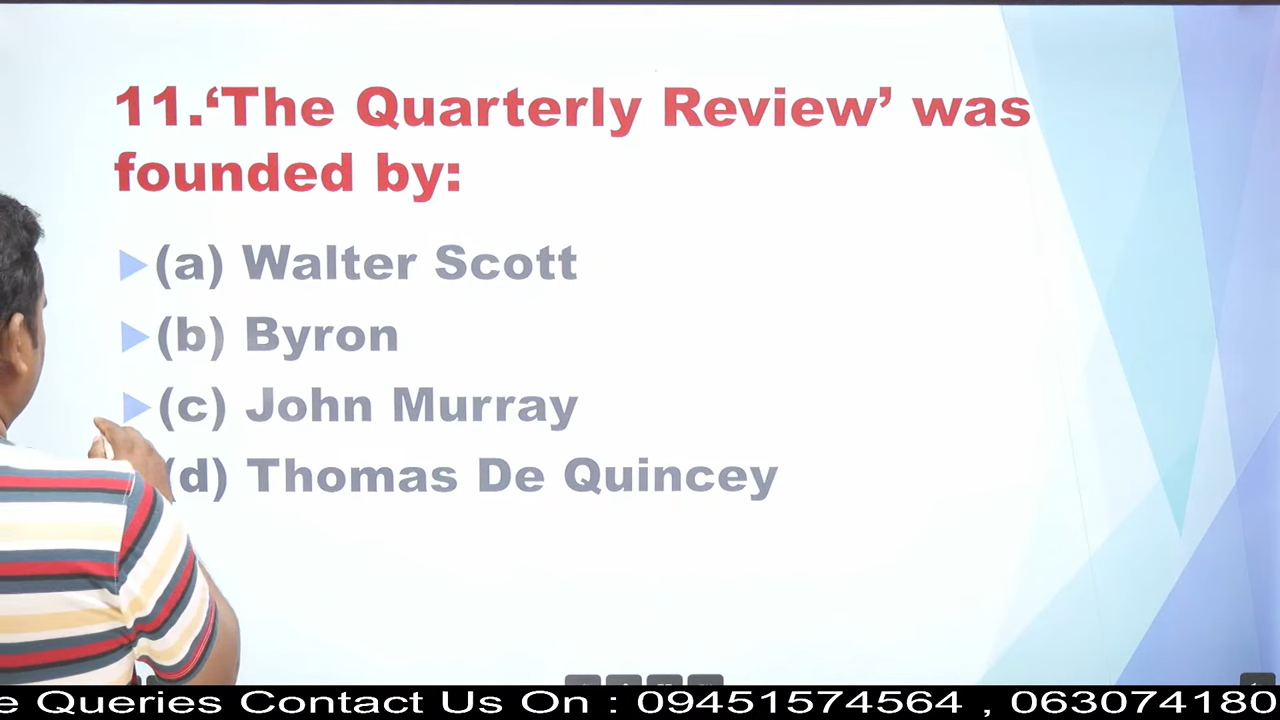 11.‘The Quarterly Review’ was
founded by:
(a) Walter Scott
(b) Byron
(c) John Murray
(d) Thomas De Quincey
e Queries Contact Us On : 09451574564 , 063074180